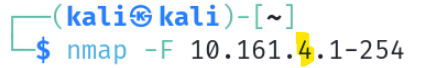 ┌──(kali㉿kali)-[~]
└─$ nmap -F 10.161.4.1-254